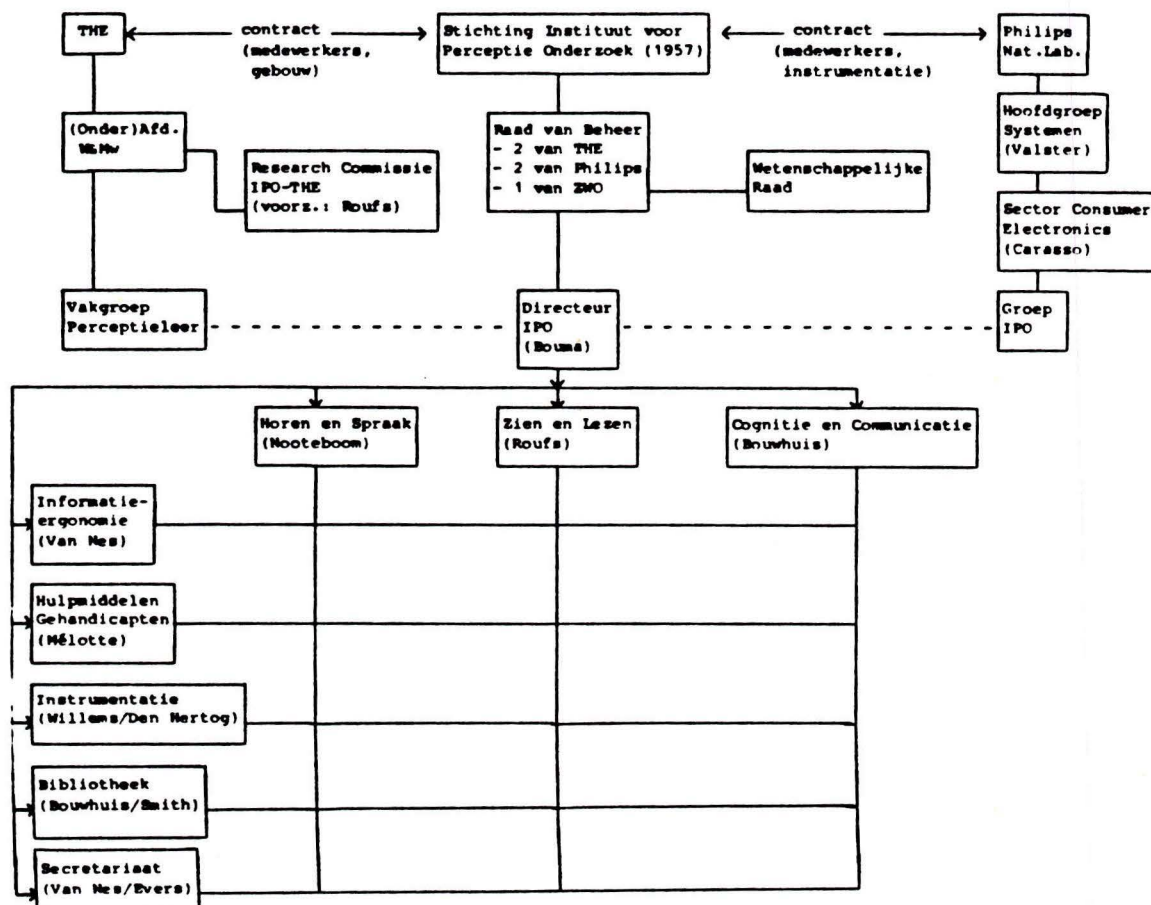 THE
contract
(medewerkers,
gebouw)
Stichting Instituut voor
Perceptie Onderzoek (1957)
contract
(medewerkers,
instrumentatie)
Philips
Nat.Lab.
(Onder)Afd.
W&MW
Research Commissie
IPO-THE
(voorz.: Roufs)
Raad van Beheer
- 2 van THE
- 2 van Philips
- 1 van ZWO
Wetenschappelijke
Raad
Hoofdgroep
Systemen
(Valster)
Sector Consumer
Electronics
(Carasso)
Vakgroep
Perceptieleer
Directeur
IPO
(Bouma)
Groep
IPO
Horen en Spraak
(Nooteboom)
Zien en Lezen
(Roufs)
Cognitie en Communicatie
(Bouwhuis)
Informatie-
ergonomie
(Van Nes)
Hulpmiddelen
Gehandicapten
(Mélotte)
Instrumentatie
(Willems/Den Hertog)
Bibliotheek
(Bouwhuis/Smith)
Secretariaat
(Van Nes/Evers)